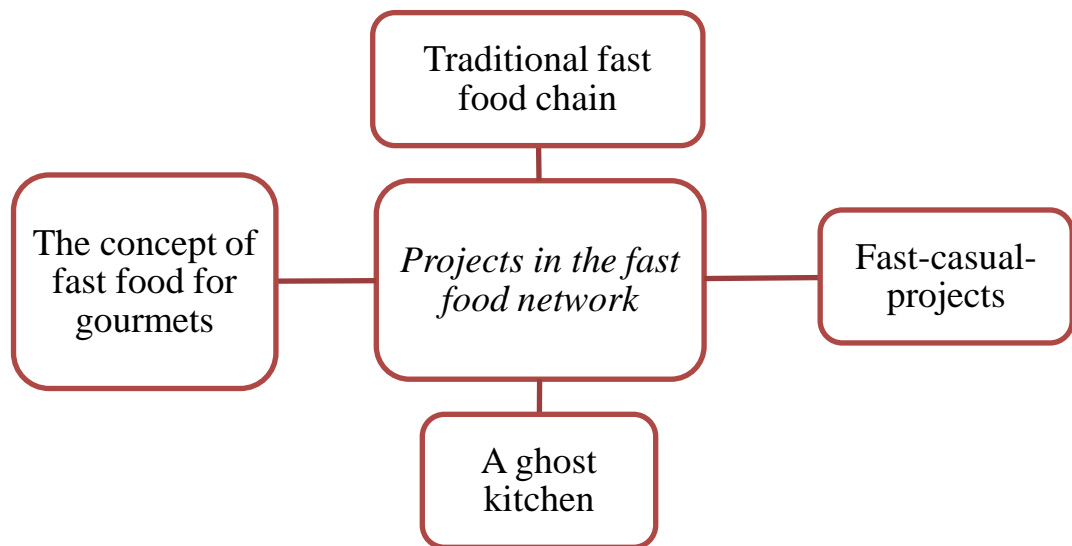 Traditional fast
food chain
The concept of
fast food for
gourmets
Projects in the fast
food network
Fast-casual-
projects
A ghost
kitchen